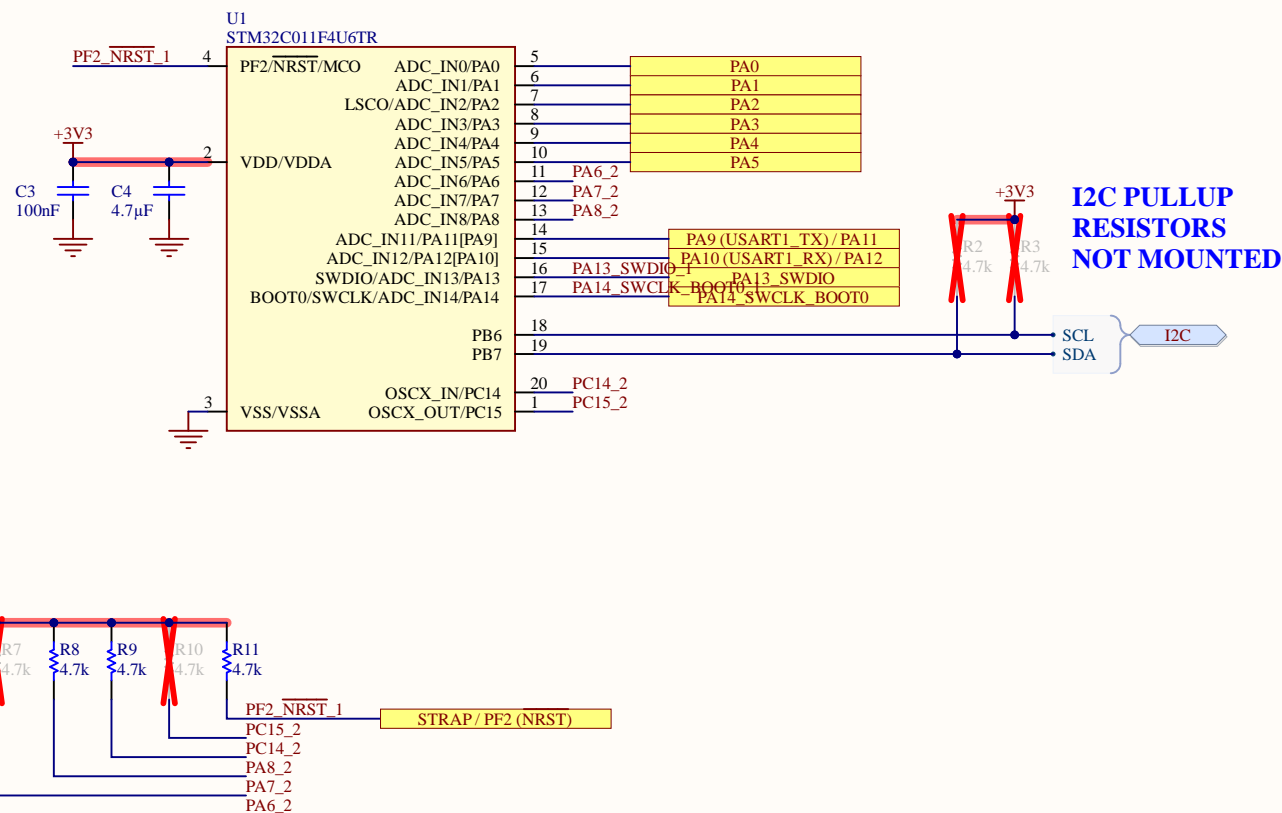 U1
STM32C011F4U6TR
PF2_NRST_1
4
PF2/NRST/MCO
+3V3
2
VDD/VDDA
C3
100nF
C4
4.7µF
3
VSS/VSSA
ADC_IN0/PA0
5
PA0
ADC_IN1/PA1
6
PA1
LSCO/ADC_IN2/PA2
7
PA2
ADC_IN3/PA3
8
PA3
ADC_IN4/PA4
9
PA4
ADC_IN5/PA5
10
PA5
ADC_IN6/PA6
11
PA6_2
ADC_IN7/PA7
12
PA7_2
ADC_IN8/PA8
13
PA8_2
ADC_IN11/PA11[PA9]
14
PA9 (USART1_TX) / PA11
ADC_IN12/PA12[PA10]
15
PA10 (USART1_RX) / PA12
SWDIO/ADC_IN13/PA13
16
PA13_SWDIO_1
PA13_SWDIO
BOOT0/SWCLK/ADC_IN14/PA14
17
PA14_SWCLK_BOOT0_1
PA14_SWCLK_BOOT0
PB6
18
PB7
19
OSCX_IN/PC14
20
PC14_2
OSCX_OUT/PC15
1
PC15_2
+3V3
R2
4.7k
R3
4.7k
I2C PULLUP
RESISTORS
NOT MOUNTED
SCL
SDA
I2C
R7
4.7k
R8
4.7k
R9
4.7k
R10
4.7k
R11
4.7k
PF2_NRST_1
STRAP / PF2 (NRST)
PC15_2
PC14_2
PA8_2
PA7_2
PA6_2